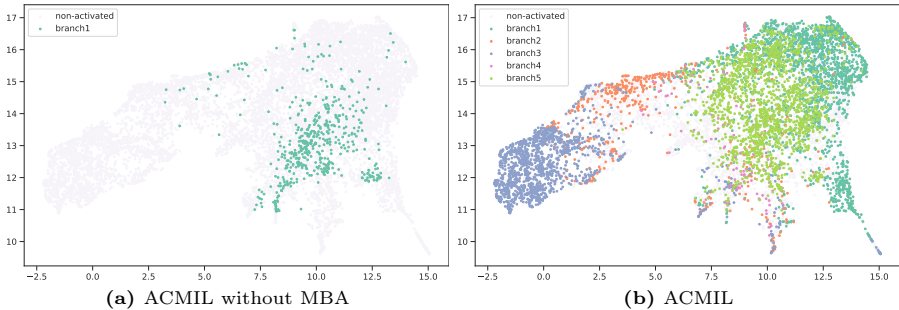 non-activated
branch1
17
16
15
14
13
12
11
10
−2.5 0.0 2.5 5.0 7.5 10.0 12.5 15.0
(a) ACMIL without MBA
non-activated
branch1
branch2
branch3
branch4
branch5
17
16
15
14
13
12
11
10
−2.5 0.0 2.5 5.0 7.5 10.0 12.5 15.0
(b) ACMIL